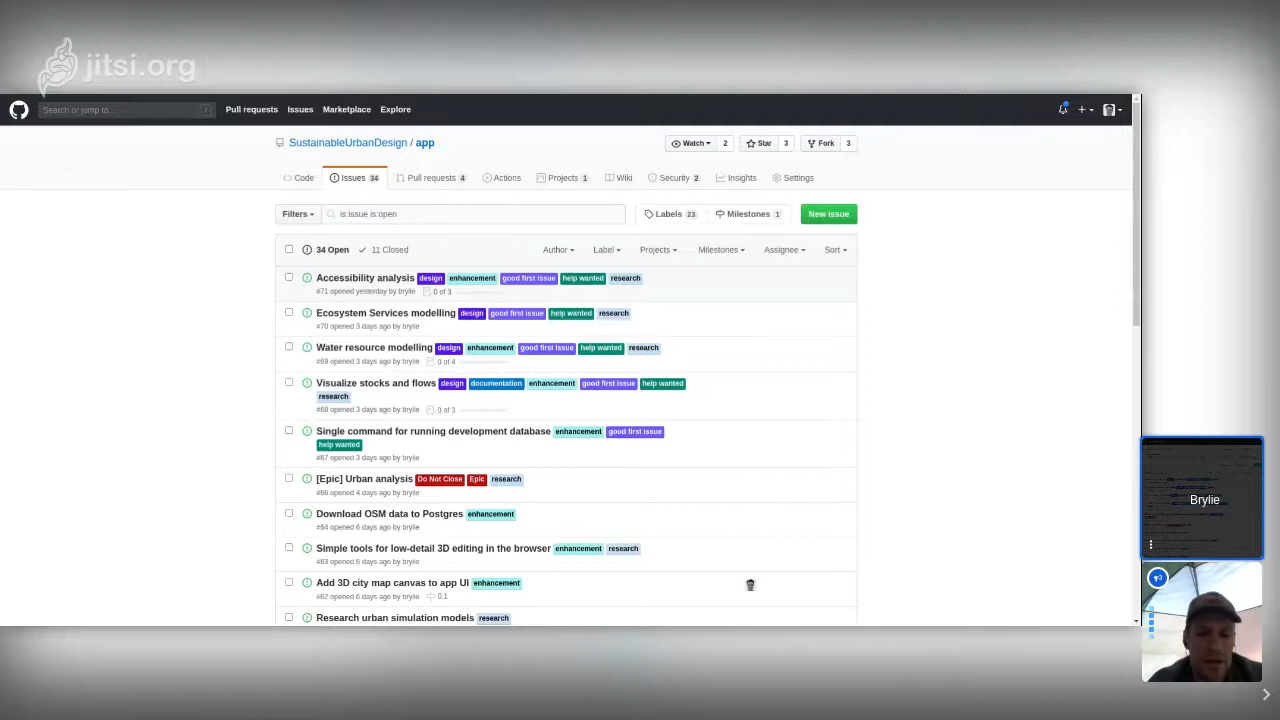 jitsi.org
Search or jump to…
/
Pull requests
Issues
Marketplace
Explore
SustainableUrbanDesign / app
Watch 2
Star 3
Fork 3
Code
Issues 34
Pull requests 4
Actions
Projects 1
Wiki
Security 2
Insights
Settings
Filters
is:issue is:open
Labels 23
Milestones 1
New issue
34 Open
11 Closed
Author
Label
Projects
Milestones
Assignee
Sort
Accessibility analysis design enhancement good first issue help wanted research
#71 opened yesterday by brylie 0 of 3
Ecosystem Services modelling design good first issue help wanted research
#70 opened 3 days ago by brylie
Water resource modelling design enhancement good first issue help wanted research
#69 opened 3 days ago by brylie 0 of 4
Visualize stocks and flows design documentation enhancement good first issue help wanted
research
#68 opened 3 days ago by brylie 0 of 3
Single command for running development database enhancement good first issue
help wanted
#67 opened 3 days ago by brylie
[Epic] Urban analysis Do Not Close Epic research
#66 opened 4 days ago by brylie
Download OSM data to Postgres enhancement
#64 opened 6 days ago by brylie
Simple tools for low-detail 3D editing in the browser enhancement research
#63 opened 6 days ago by brylie
Add 3D city map canvas to app UI enhancement
#62 opened 6 days ago by brylie 0.1
Research urban simulation models research
Brylie